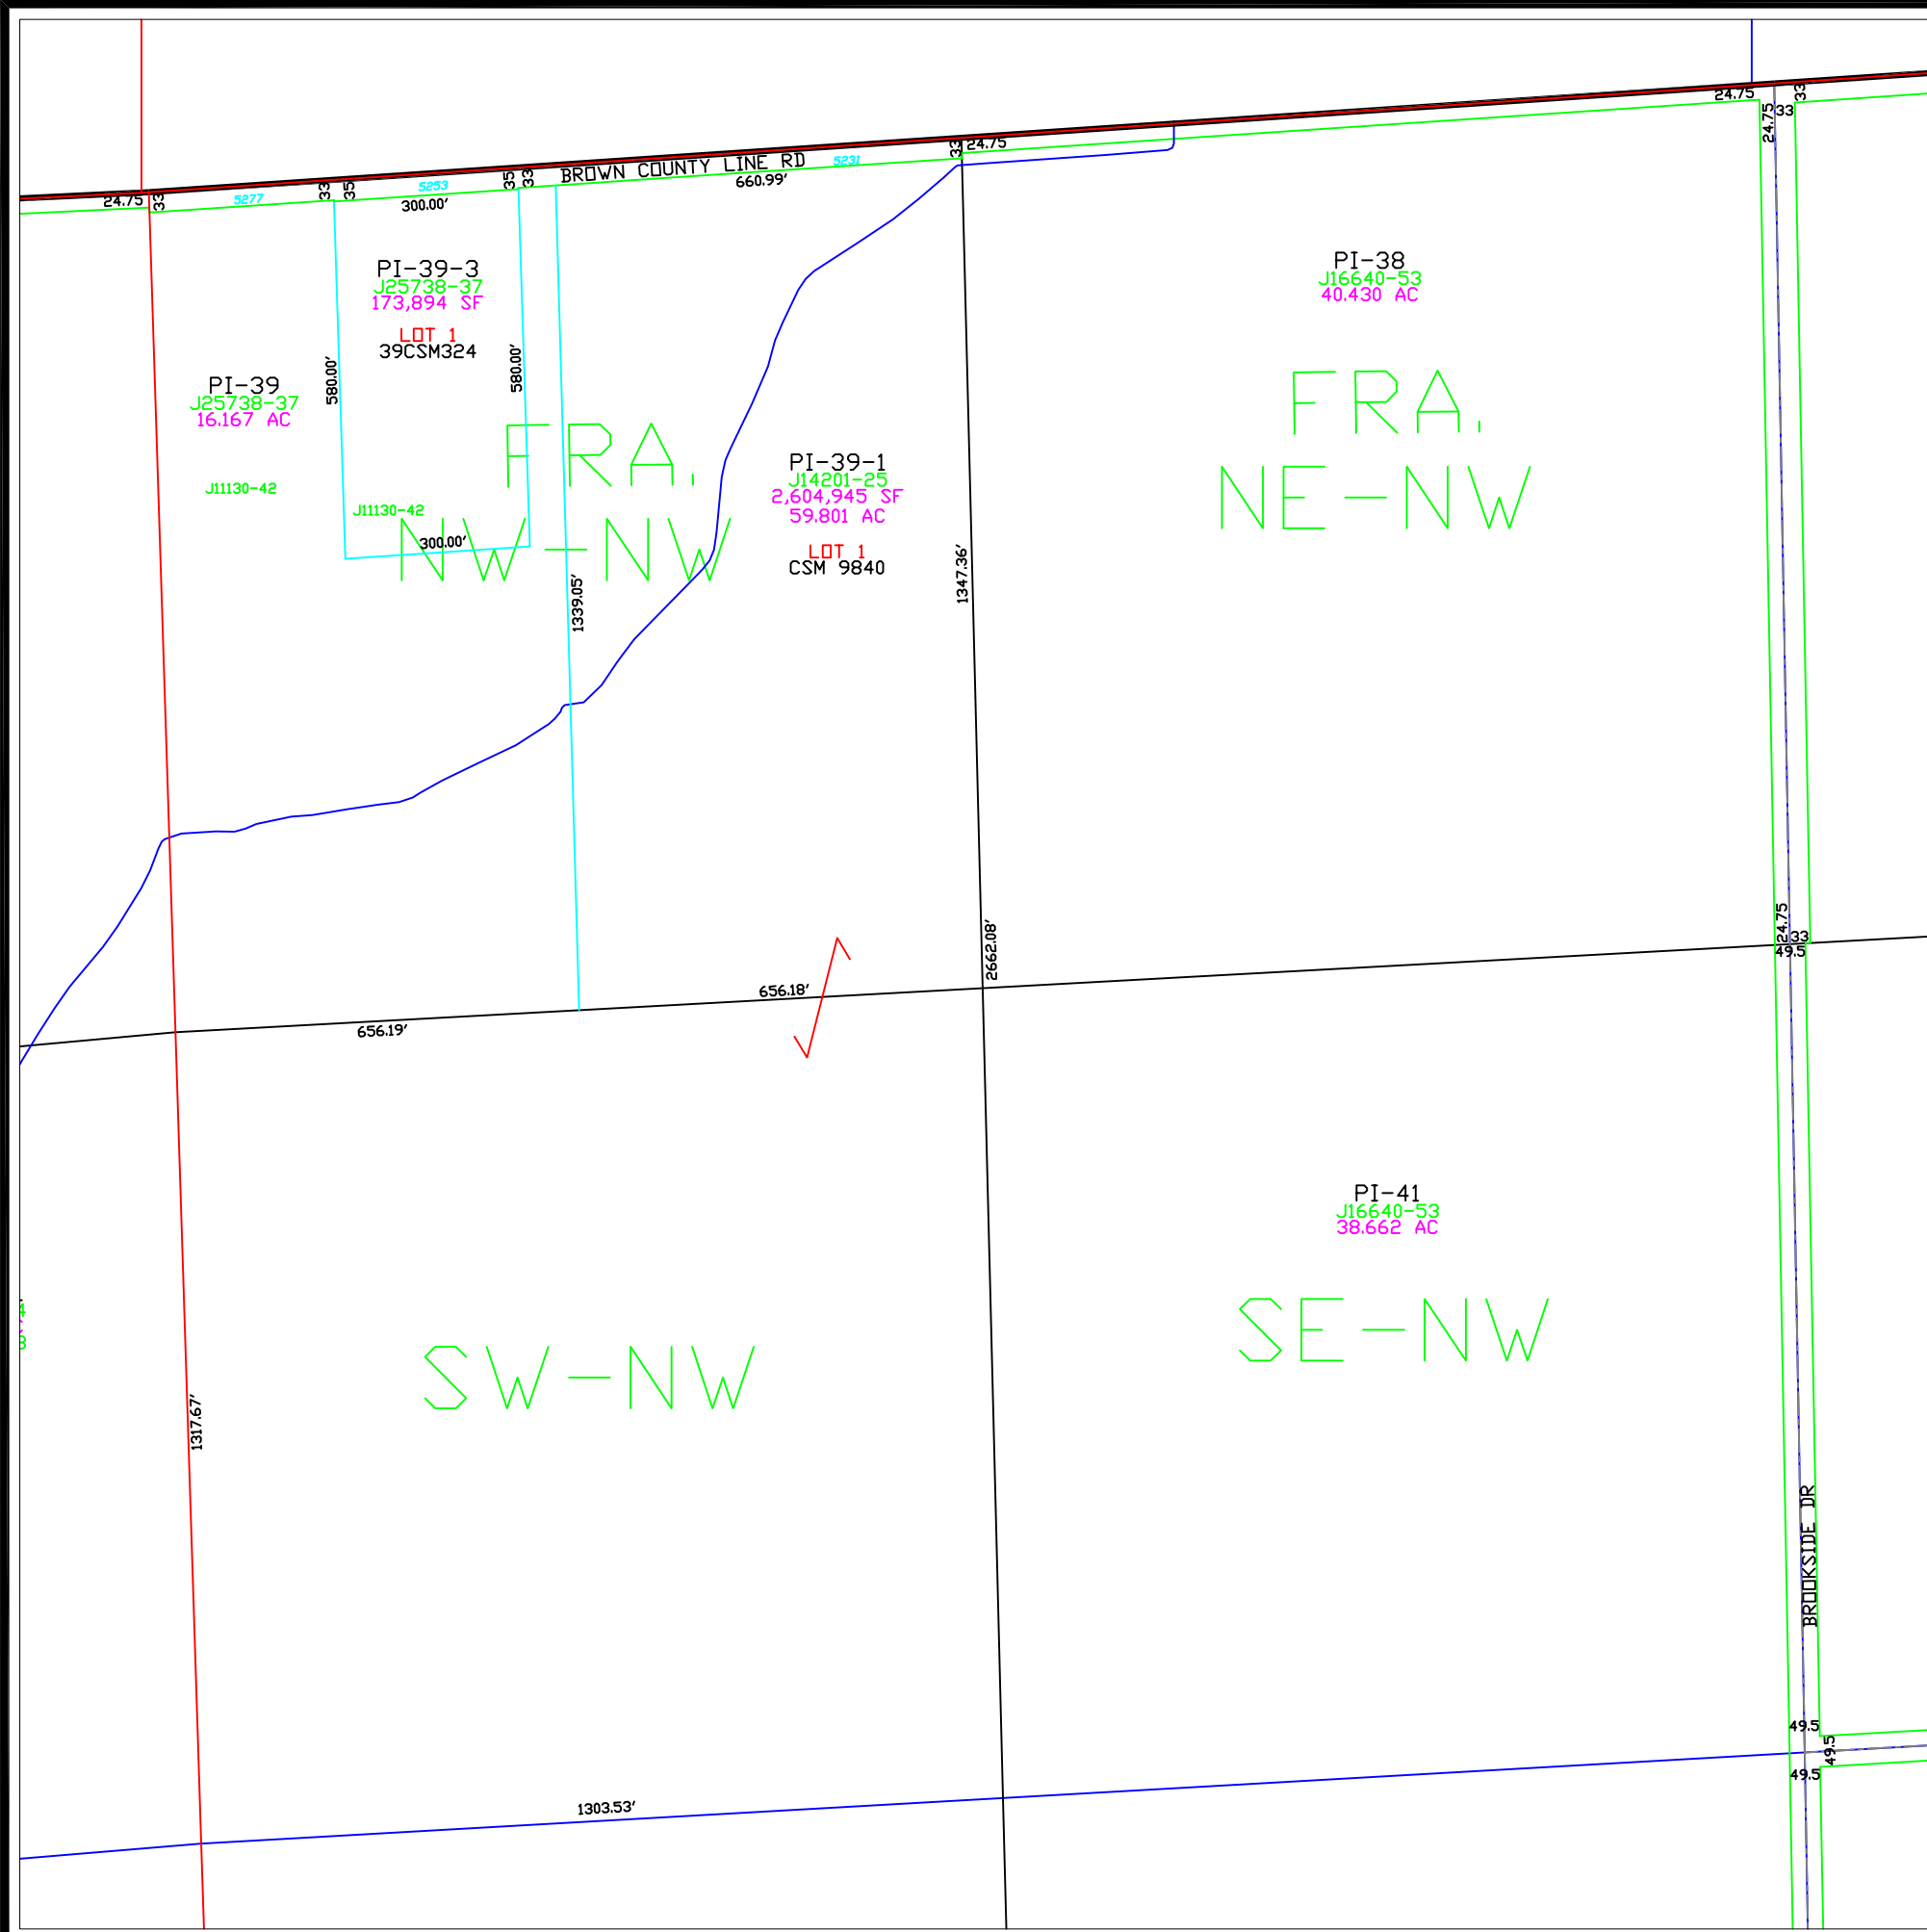 24.75
33
24.75
33
33
24.75
BROWN COUNTY LINE RD
5231
660.99'
35
33
33
35
5253
300.00'
5277
24.75
33
PI-39-3
J25738-37
173,894 SF
LOT 1
39CSM324
PI-38
J16640-53
40.430 AC
580.00'
580.00'
PI-39
J25738-37
16.167 AC
FRA.
NW-NW
FRA.
NE-NW
PI-39-1
J14201-25
2,604,945 SF
59.801 AC
LOT 1
CSM 9840
J11130-42
J11130-42
300.00'
1339.05'
1347.36'
2662.08'
24.75
33
49.5
656.18'
656.19'
PI-41
J16640-53
38.662 AC
SE-NW
SW-NW
1317.67'
BROOKSIDE DR
49.5
49.5
49.5
1303.53'